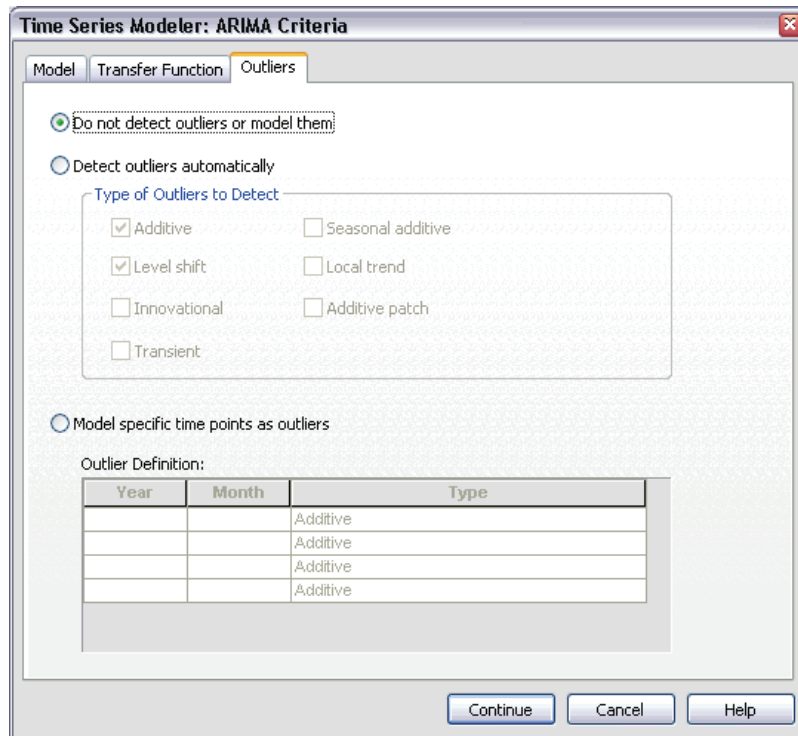 Time Series Modeler: ARIMA Criteria
Model Transfer Function Outliers
Do not detect outliers or model them
Detect outliers automatically
Type of Outliers to Detect
Additive Seasonal additive
Level shift Local trend
Innovational Additive patch
Transient
Model specific time points as outliers
Outlier Definition:
Year Month Type
Additive
Additive
Additive
Additive
Continue Cancel Help